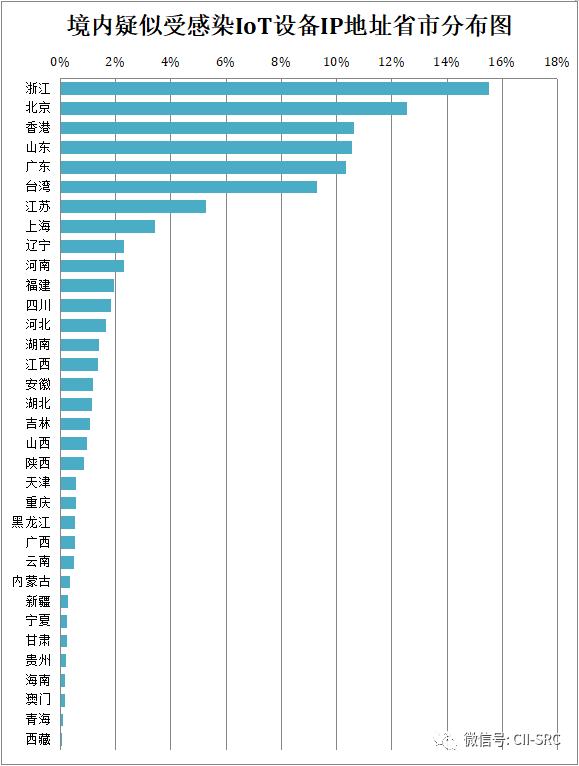 境内疑似受感染IoT设备IP地址省市分布图
0% 2% 4% 6% 8% 10% 12% 14% 16% 18%
浙江
北京
香港
山东
广东
台湾
江苏
上海
辽宁
河南
福建
四川
河北
湖南
江西
安徽
湖北
吉林
山西
陕西
天津
重庆
黑龙江
广西
云南
内蒙古
新疆
宁夏
甘肃
贵州
海南
澳门
青海
西藏
微信号: CII-SRC